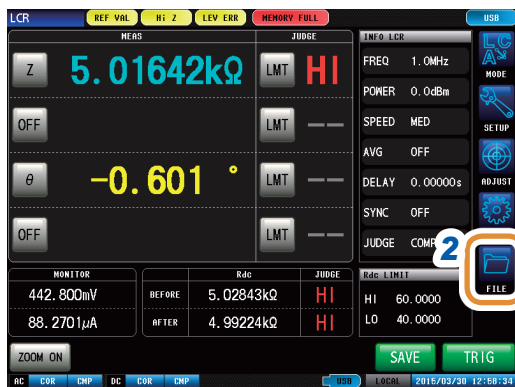 LCR REF VAL Hi Z LEV ERR MEMORY FULL USB
MEAS JUDGE INFO LCR
Z 5.01642kΩ LMT HI
FREQ 1.0MHz
POWER 0.0dBm
MODE
OFF LMT -- SPEED MED
SETUP
AVG OFF
θ -0.601 ° LMT -- DELAY 0.00000s
ADJUST
SYNC OFF
OFF LMT --
JUDGE COMP
2
MONITOR Rdc JUDGE Rdc LIMIT
FILE
442.800mV BEFORE 5.02843kΩ HI HI 60.0000
88.2701μA AFTER 4.99224kΩ HI LO 40.0000
ZOOM ON SAVE TRIG
AC COR CMP DC COR CMP USB LOCAL 2016/03/30 12:58:34